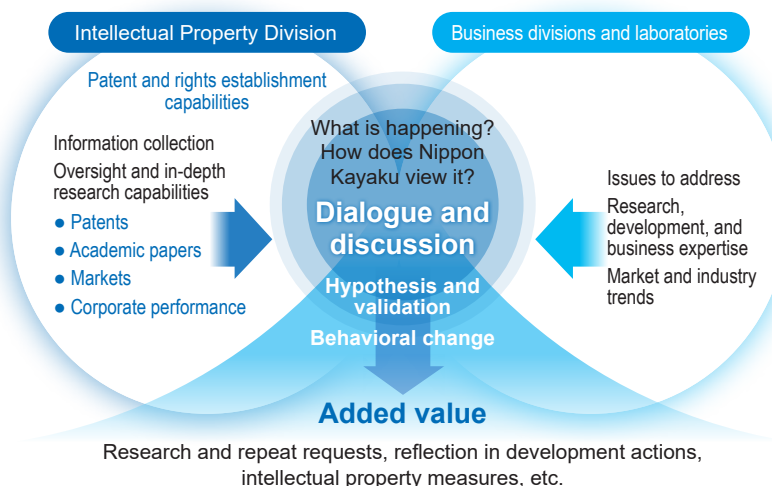 Intellectual Property Division
Business divisions and laboratories
Patent and rights establishment
capabilities
Information collection
Oversight and in-depth
research capabilities
● Patents
● Academic papers
● Markets
● Corporate performance
What is happening?
How does Nippon
Kayaku view it?
Dialogue and
discussion
Hypothesis and
validation
Behavioral change
Issues to address
Research,
development, and
business expertise
Market and industry
trends
Added value
Research and repeat requests, reflection in development actions,
intellectual property measures, etc.